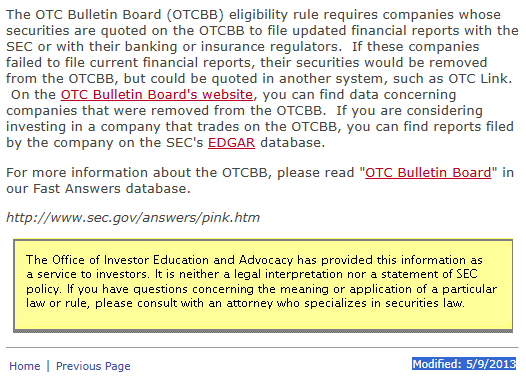 The OTC Bulletin Board (OTCBB) eligibility rule requires companies whose
securities are quoted on the OTCBB to file updated financial reports with the
SEC or with their banking or insurance regulators.  If these companies
failed to file current financial reports, their securities would be removed
from the OTCBB, but could be quoted in another system, such as OTC Link.
On the OTC Bulletin Board's website, you can find data concerning
companies that were removed from the OTCBB.  If you are considering
investing in a company that trades on the OTCBB, you can find reports filed
by the company on the SEC's EDGAR database.
For more information about the OTCBB, please read "OTC Bulletin Board" in
our Fast Answers database.
http://www.sec.gov/answers/pink.htm
The Office of Investor Education and Advocacy has provided this information as
a service to investors. It is neither a legal interpretation nor a statement of SEC
policy. If you have questions concerning the meaning or application of a particular
law or rule, please consult with an attorney who specializes in securities law.
Home | Previous Page Modified: 5/9/2013